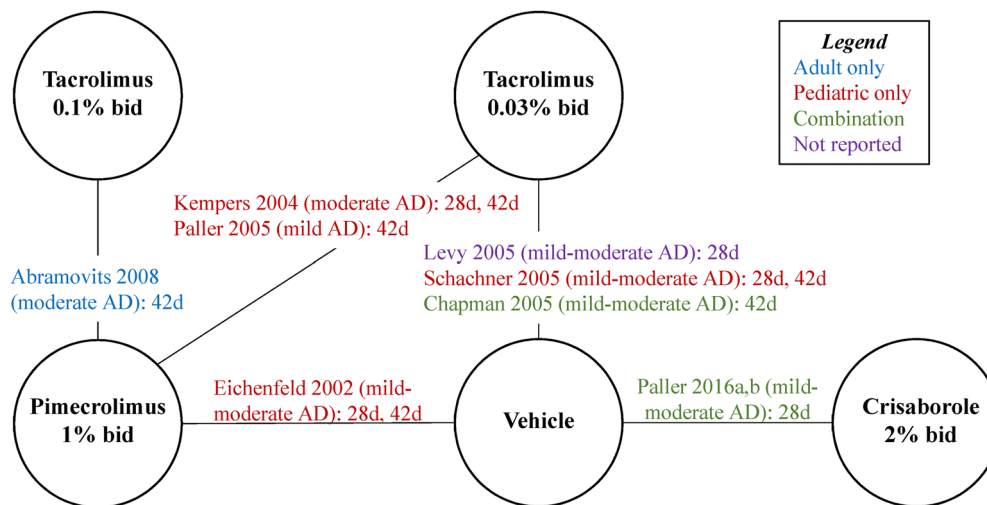 Tacrolimus
0.1% bid
Tacrolimus
0.03% bid
Legend
Adult only
Pediatric only
Combination
Not reported
Kempers 2004 (moderate AD): 28d, 42d
Paller 2005 (mild AD): 42d
Abramovits 2008
(moderate AD): 42d
Levy 2005 (mild-moderate AD): 28d
Schachner 2005 (mild-moderate AD): 28d, 42d
Chapman 2005 (mild-moderate AD): 42d
Pimecrolimus
1% bid
Eichenfeld 2002 (mild-
moderate AD): 28d, 42d
Vehicle
Paller 2016a,b (mild-
moderate AD): 28d
Crisaborole
2% bid